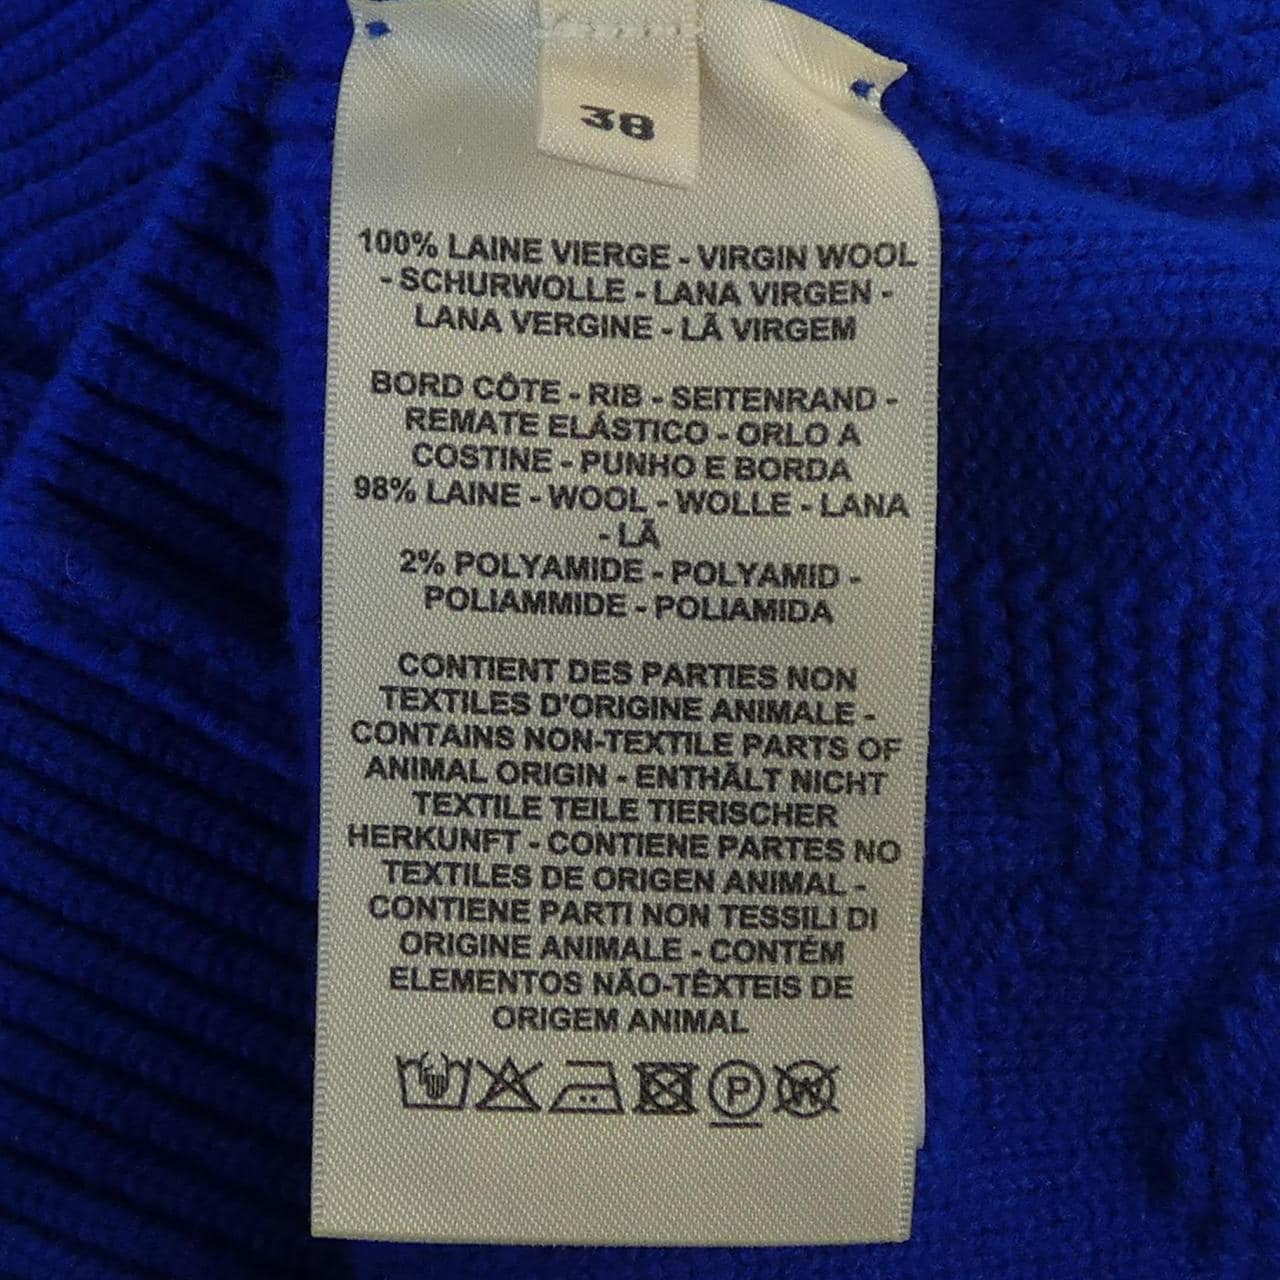 38
100% LAINE VIERGE - VIRGIN WOOL
- SCHURWOLLE - LANA VIRGEN -
LANA VERGINE - LÃ VIRGEM
BORD CÔTE - RIB - SEITENRAND -
REMATE ELÁSTICO - ORLO A
COSTINE - PUNHO E BORDA
98% LAINE - WOOL - WOLLE - LANA
- LÃ
2% POLYAMIDE - POLYAMID -
POLIAMMIDE - POLIAMIDA
CONTIENT DES PARTIES NON
TEXTILES D'ORIGINE ANIMALE -
CONTAINS NON-TEXTILE PARTS OF
ANIMAL ORIGIN - ENTHÄLT NICHT
TEXTILE TEILE TIERISCHER
HERKUNFT - CONTIENE PARTES NO
TEXTILES DE ORIGEN ANIMAL -
CONTIENE PARTI NON TESSILI DI
ORIGINE ANIMALE - CONTÉM
ELEMENTOS NÃO-TÊXTEIS DE
ORIGEM ANIMAL
P W